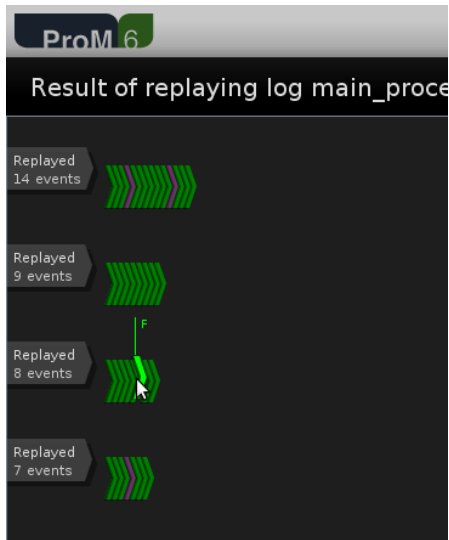 ProM 6
Result of replaying log main_proce
Replayed
14 events
Replayed
9 events
F
Replayed
8 events
Replayed
7 events